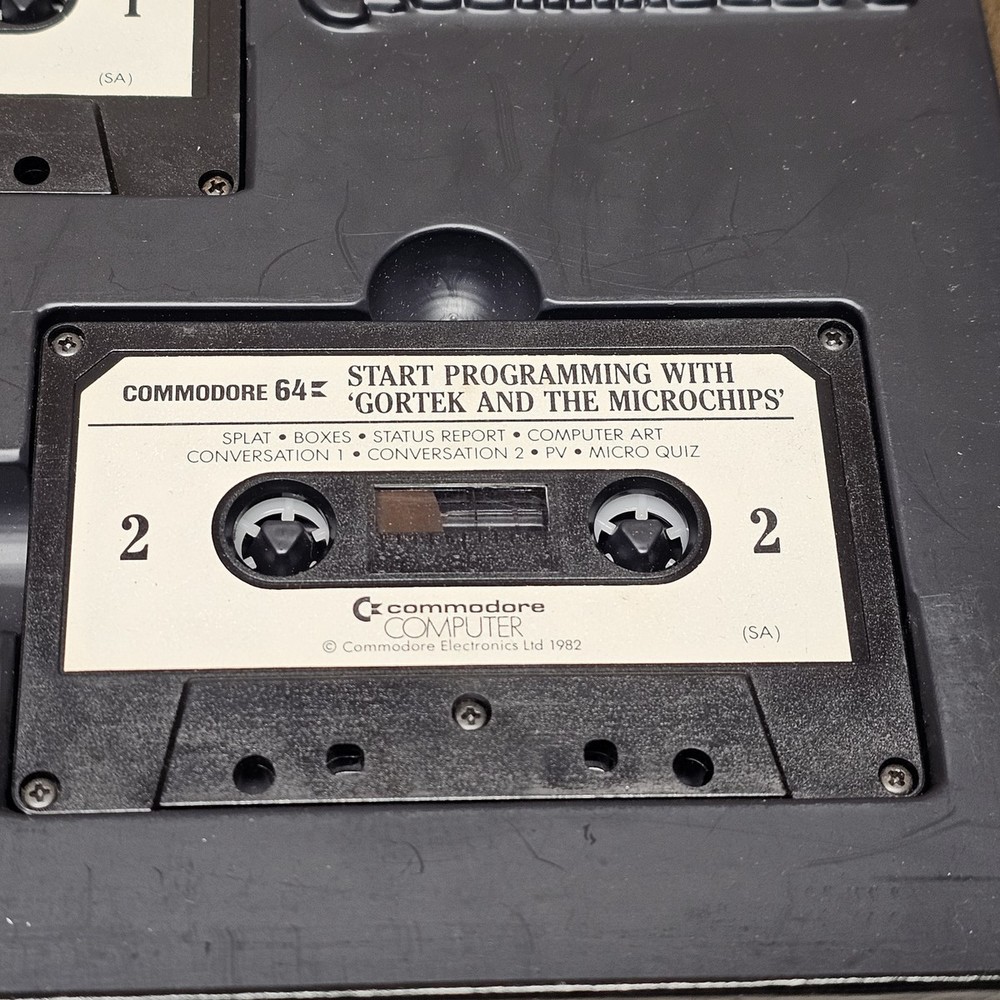 1
(SA)
COMMODORE 64
START PROGRAMMING WITH
'GORTEK AND THE MICROCHIPS'
SPLAT • BOXES • STATUS REPORT • COMPUTER ART
CONVERSATION 1 • CONVERSATION 2 • PV • MICRO QUIZ
2
2
commodore
COMPUTER
(SA)
© Commodore Electronics Ltd 1982